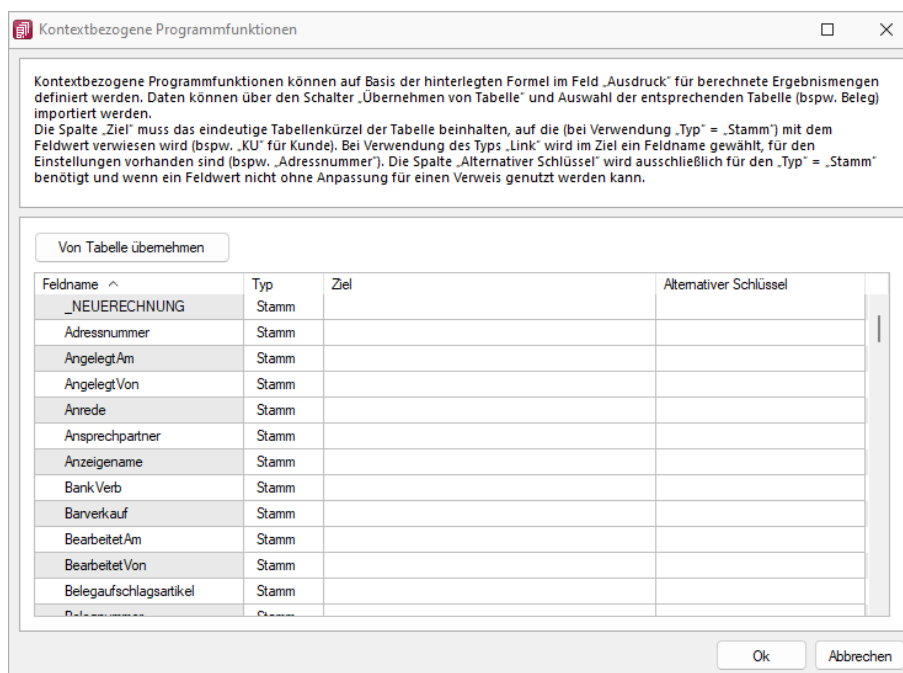 Kontextbezogene Programmfunktionen
Kontextbezogene Programmfunktionen können auf Basis der hinterlegten Formel im Feld „Ausdruck“ für berechnete Ergebnismengen
definiert werden. Daten können über den Schalter „Übernehmen von Tabelle“ und Auswahl der entsprechenden Tabelle (bspw. Beleg)
importiert werden.
Die Spalte „Ziel“ muss das eindeutige Tabellenkürzel der Tabelle beinhalten, auf die (bei Verwendung „Typ“ = „Stamm“) mit dem
Feldwert verwiesen wird (bspw. „KU“ für Kunde). Bei Verwendung des Typs „Link“ wird im Ziel ein Feldname gewählt, für den
Einstellungen vorhanden sind (bspw. „Adressnummer“). Die Spalte „Alternativer Schlüssel“ wird ausschließlich für den „Typ“ = „Stamm“
benötigt und wenn ein Feldwert nicht ohne Anpassung für einen Verweis genutzt werden kann.
Von Tabelle übernehmen
Feldname Typ Ziel Alternativer Schlüssel
_NEUERECHNUNG Stamm
Adressnummer Stamm
AngelegtAm Stamm
AngelegtVon Stamm
Anrede Stamm
Ansprechpartner Stamm
Anzeigename Stamm
BankVerb Stamm
Barverkauf Stamm
BearbeitetAm Stamm
BearbeitetVon Stamm
Belegaufschlagsartikel Stamm
Belegnummer Stamm
Ok Abbrechen